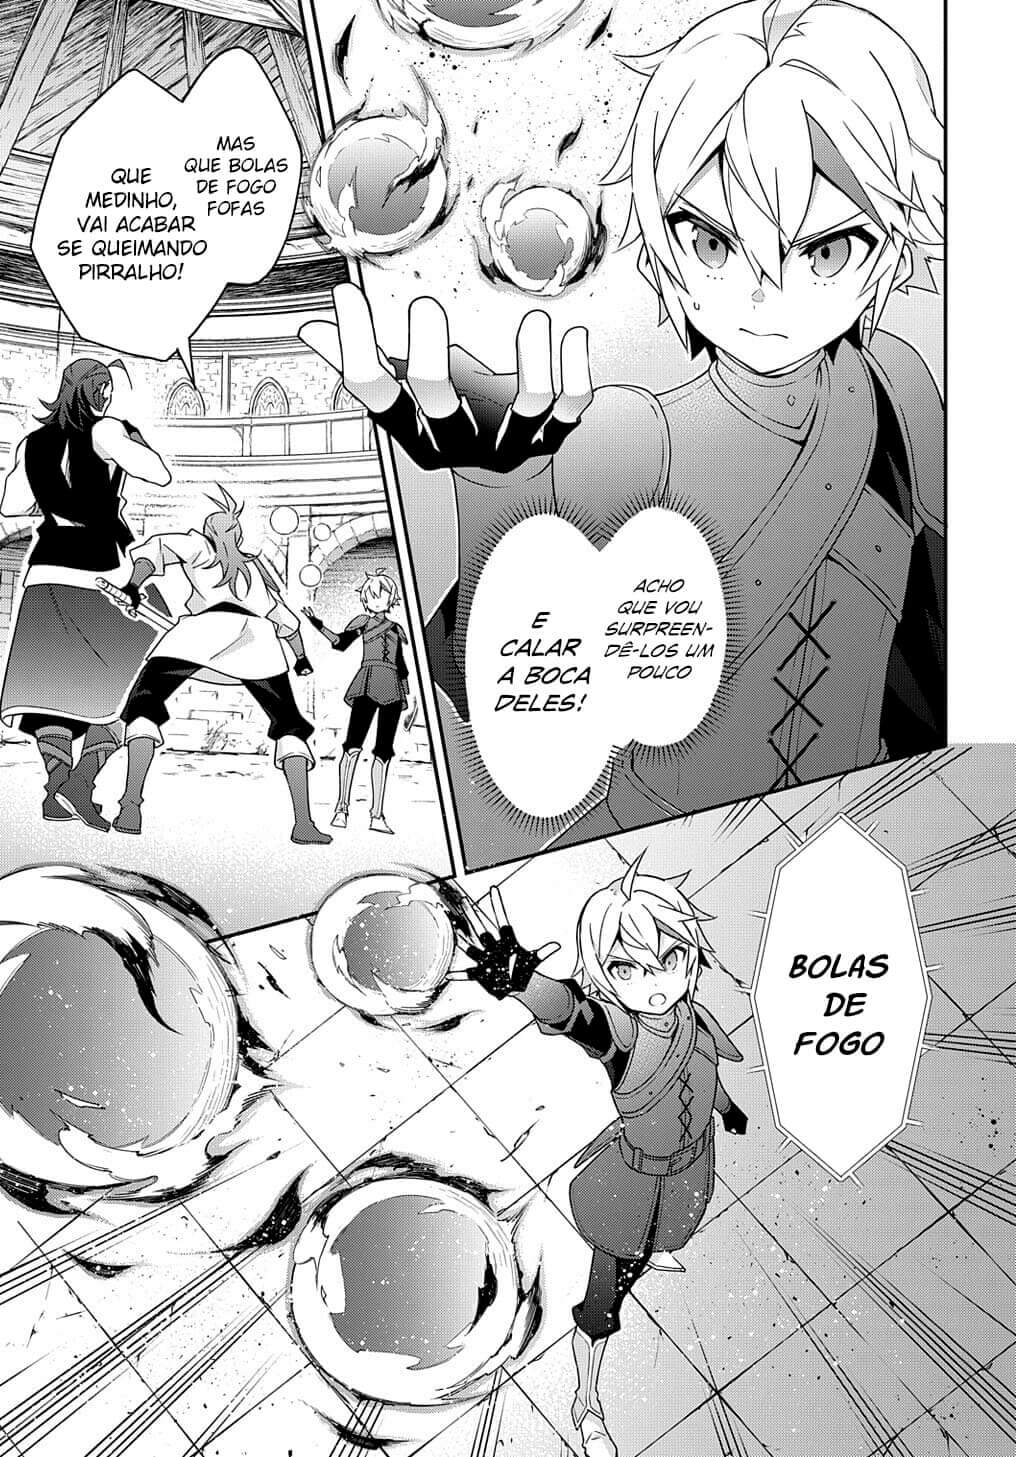 ACHO
QUE VOU
SURPREEN-
DÊ-LOS UM
POUCO
E
CALAR
A BOCA
DELES!
MAS
QUE BOLAS
DE FOGO
FOFAS
QUE
MEDINHO,
VAI ACABAR
SE QUEIMANDO
PIRRALHO!
BOLAS
DE
FOGO